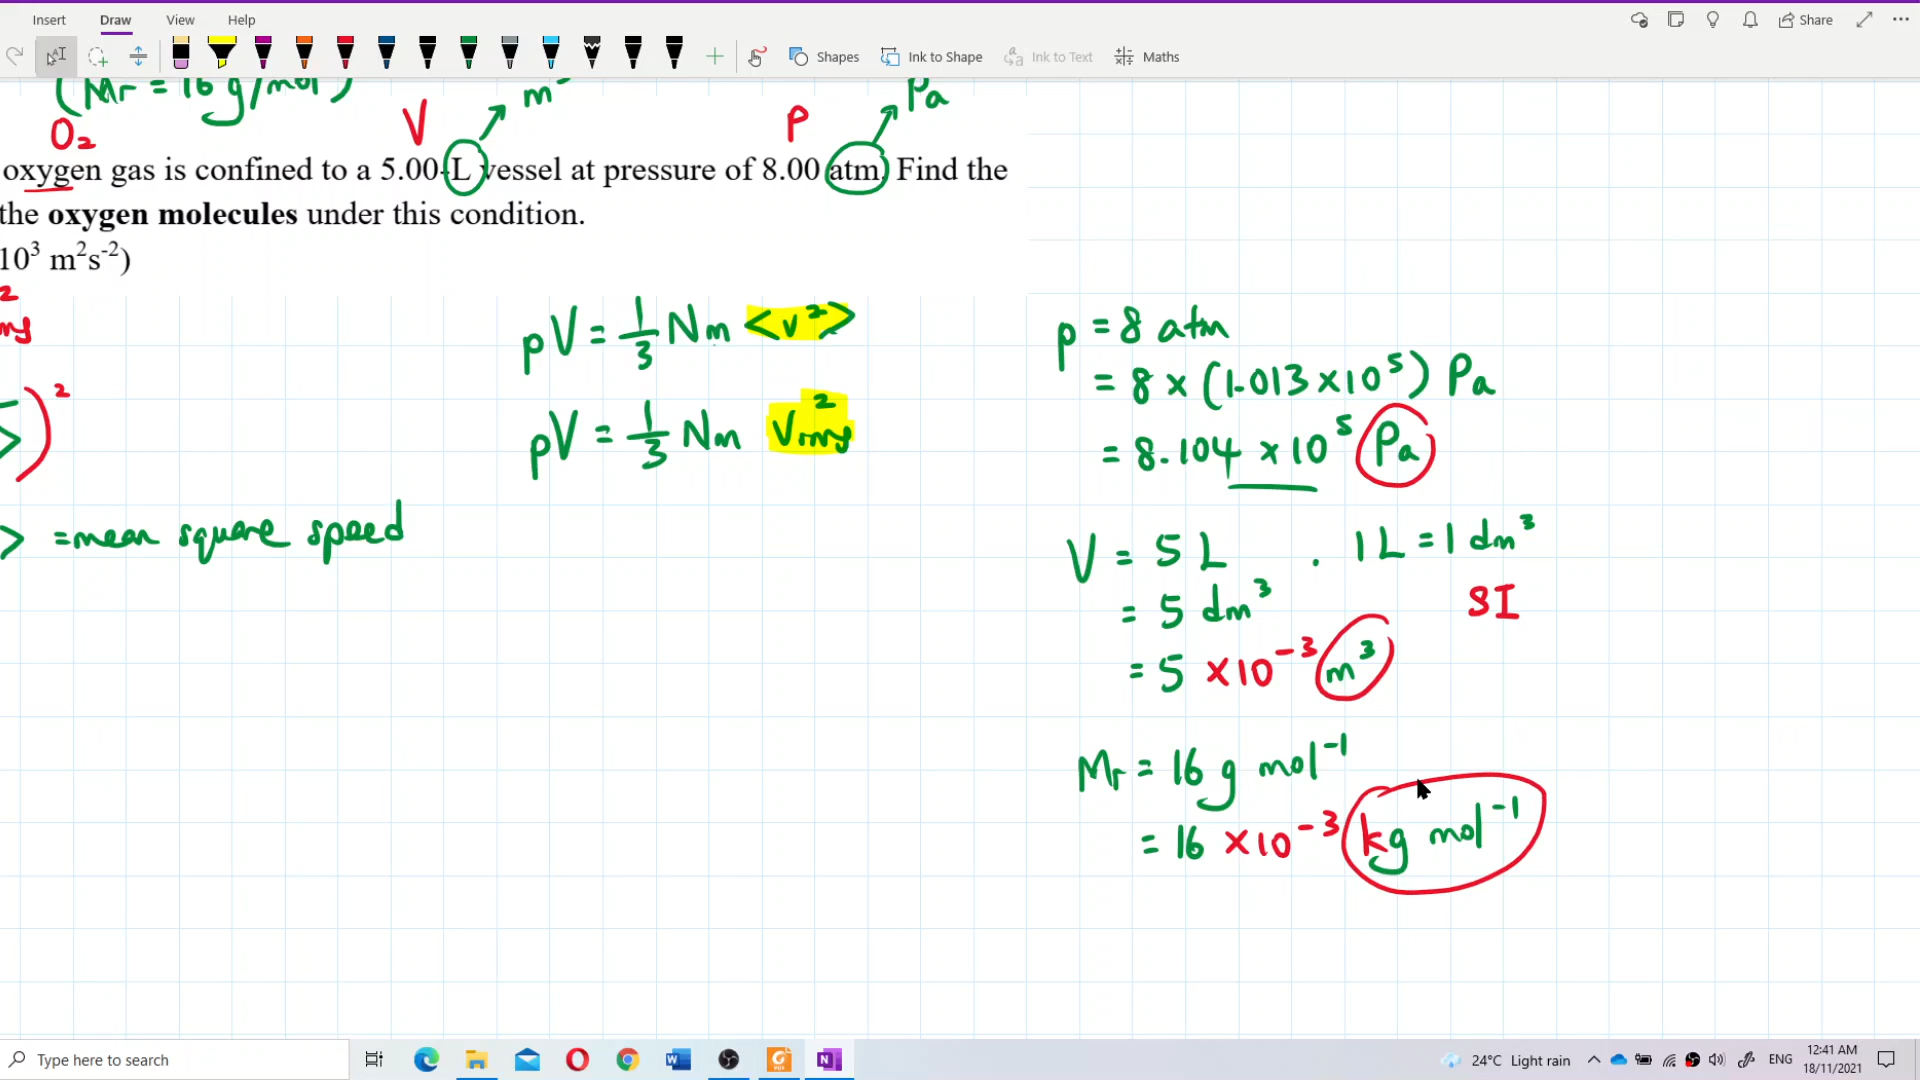 Insert Draw View Help Share
Shapes Ink to Shape Ink to Text Maths
(Mr = 16 g/mol)
O₂ V P Pa
oxygen gas is confined to a 5.00-L vessel at pressure of 8.00 atm. Find the
the oxygen molecules under this condition.
10³ m²s⁻²)
pV = 1/3 Nm <v²>
pV = 1/3 Nm Vrms²
> = mean square speed
p = 8 atm
= 8 × (1.013 × 10⁵) Pa
= 8.104 × 10⁵ Pa
V = 5 L . 1 L = 1 dm³
= 5 dm³ SI
= 5 × 10⁻³ m³
Mr = 16 g mol⁻¹
= 16 × 10⁻³ kg mol⁻¹
Type here to search 24°C Light rain ENG 12:41 AM
18/11/2021